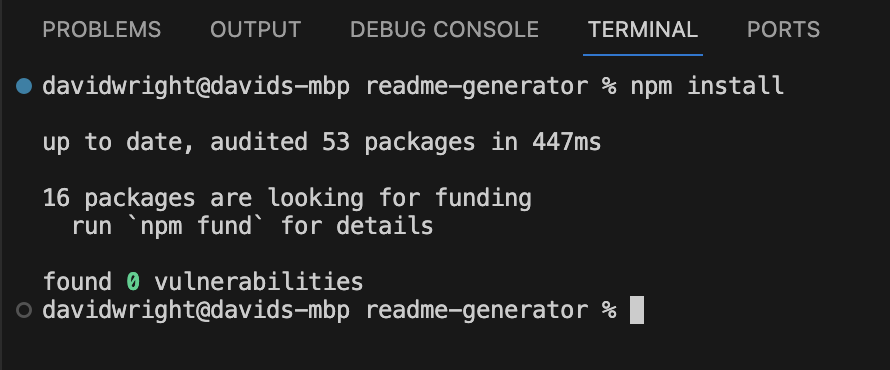 PROBLEMS OUTPUT DEBUG CONSOLE TERMINAL PORTS
davidwright@davids-mbp readme-generator % npm install
up to date, audited 53 packages in 447ms
16 packages are looking for funding
  run `npm fund` for details
found 0 vulnerabilities
davidwright@davids-mbp readme-generator %